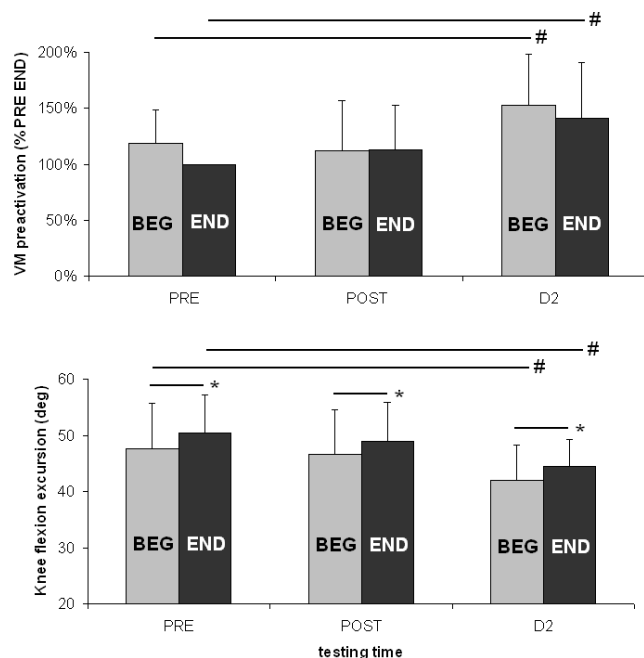 #
#
VM preactivation (% PRE END)
200%
150%
100%
50%
0%
BEG END
BEG END
BEG END
PRE POST D2
#
#
Knee flexion excursion (deg)
60
50
40
30
20
*
*
*
BEG END
BEG END
BEG END
PRE POST D2
testing time